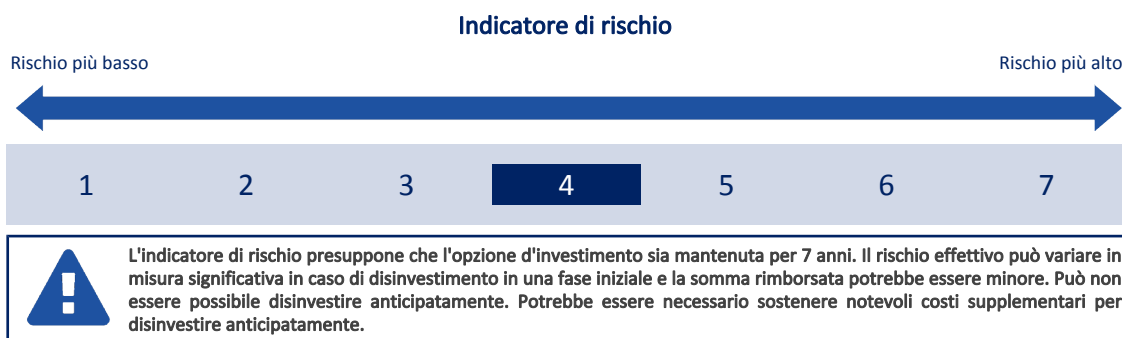 Indicatore di rischio
Rischio più basso
Rischio più alto
1 2 3 4 5 6 7
L'indicatore di rischio presuppone che l'opzione d'investimento sia mantenuta per 7 anni. Il rischio effettivo può variare in
misura significativa in caso di disinvestimento in una fase iniziale e la somma rimborsata potrebbe essere minore. Può non
essere possibile disinvestire anticipatamente. Potrebbe essere necessario sostenere notevoli costi supplementari per
disinvestire anticipatamente.